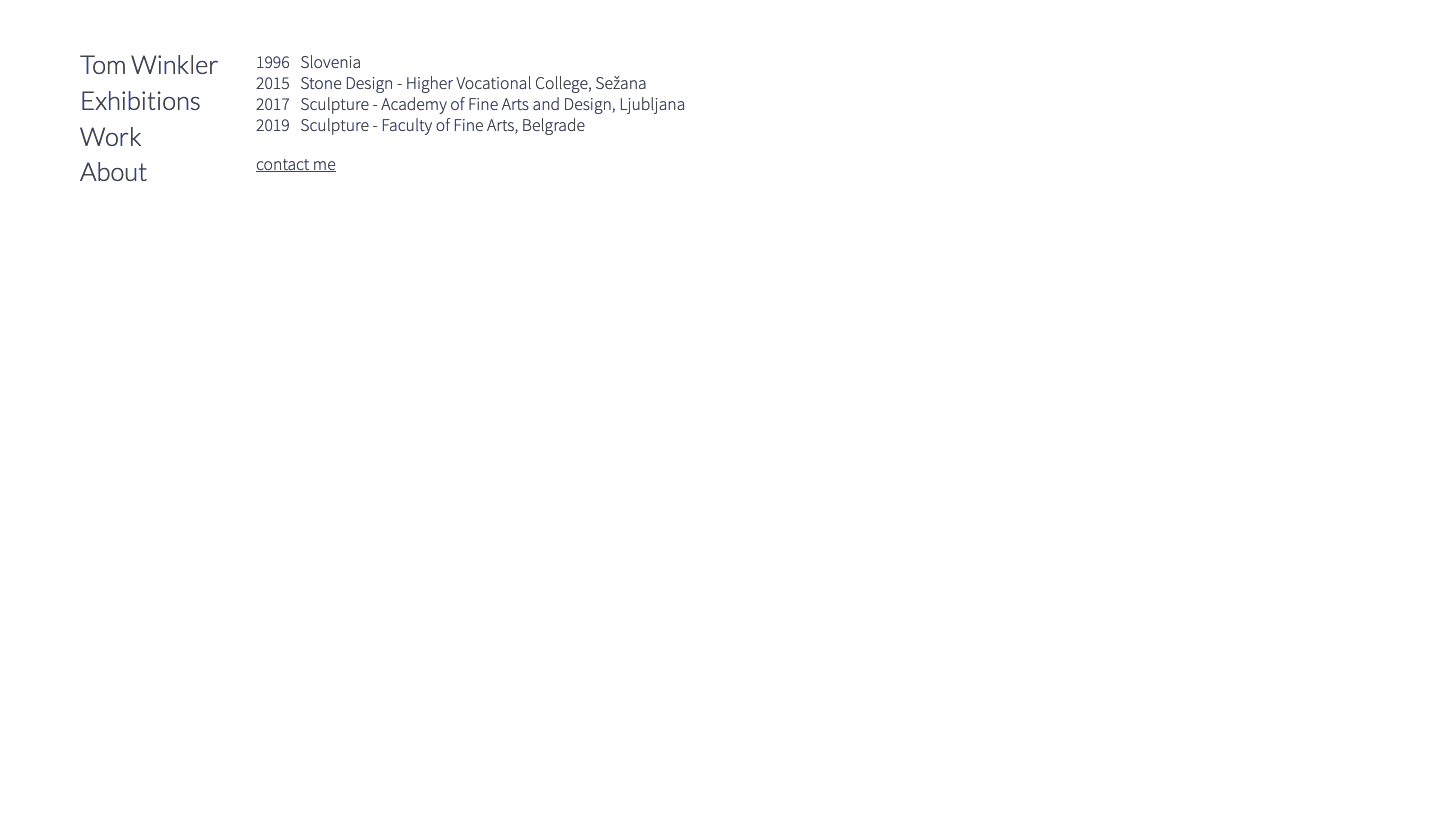 Tom Winkler
Exhibitions
Work
About
1996 Slovenia
2015 Stone Design - Higher Vocational College, Sežana
2017 Sculpture - Academy of Fine Arts and Design, Ljubljana
2019 Sculpture - Faculty of Fine Arts, Belgrade
contact me